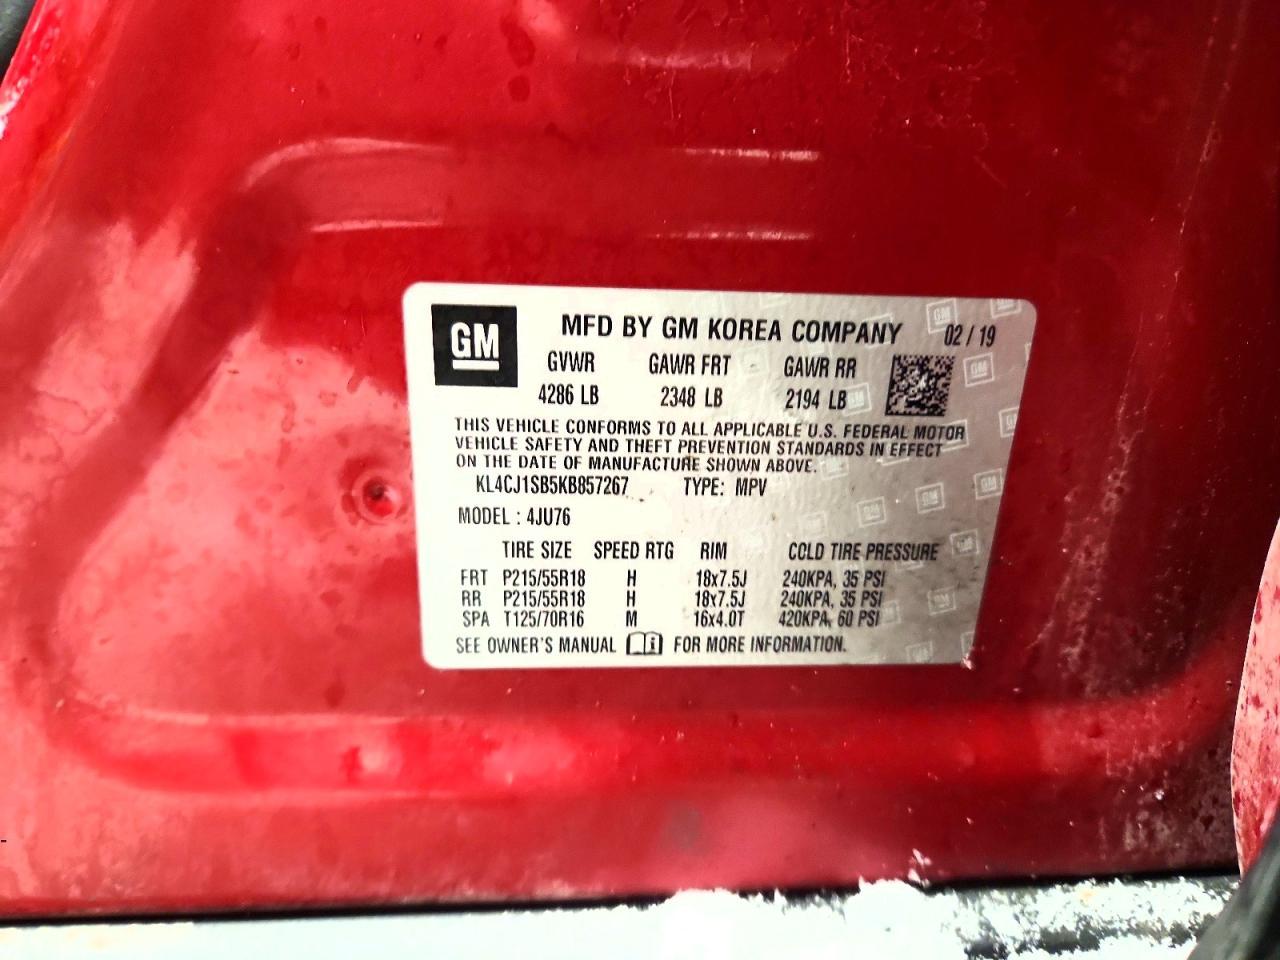 GM
MFD BY GM KOREA COMPANY 02 / 19
GVWR GAWR FRT GAWR RR
4286 LB 2348 LB 2194 LB
THIS VEHICLE CONFORMS TO ALL APPLICABLE U.S. FEDERAL MOTOR
VEHICLE SAFETY AND THEFT PREVENTION STANDARDS IN EFFECT
ON THE DATE OF MANUFACTURE SHOWN ABOVE.
KL4CJ1SB5KB857267 TYPE: MPV
MODEL : 4JU76
TIRE SIZE SPEED RTG RIM COLD TIRE PRESSURE
FRT P215/55R18 H 18x7.5J 240KPA, 35 PSI
RR P215/55R18 H 18x7.5J 240KPA, 35 PSI
SPA T125/70R16 M 16x4.0T 420KPA, 60 PSI
SEE OWNER'S MANUAL i FOR MORE INFORMATION.